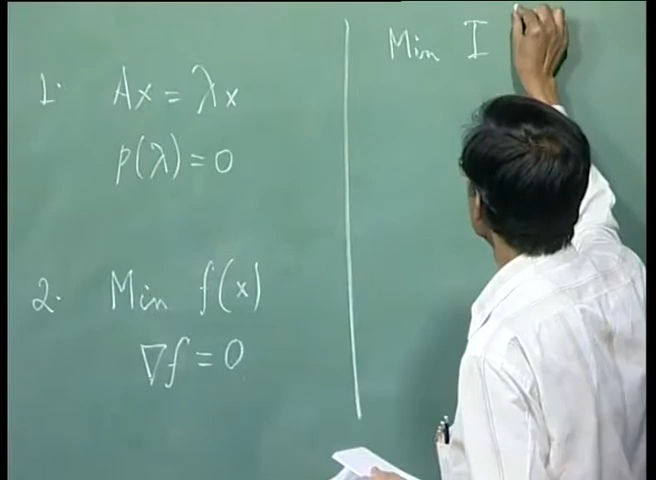 1. Ax = λx
p(λ) = 0
2. Min f(x)
∇f = 0
Min I